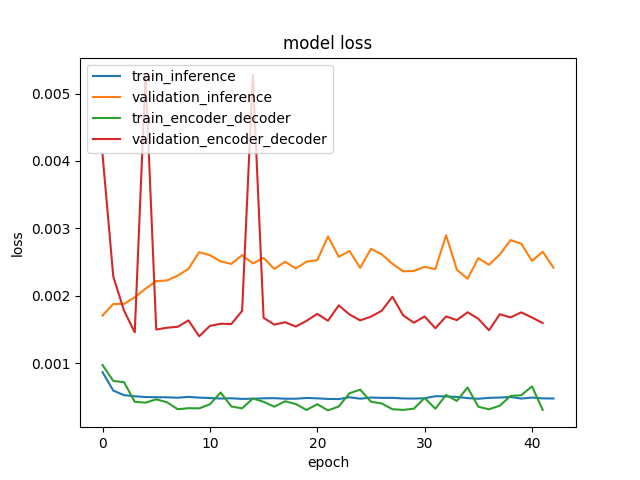 model loss
train_inference
validation_inference
train_encoder_decoder
validation_encoder_decoder
0.005
0.004
0.003
0.002
0.001
loss
0 10 20 30 40
epoch